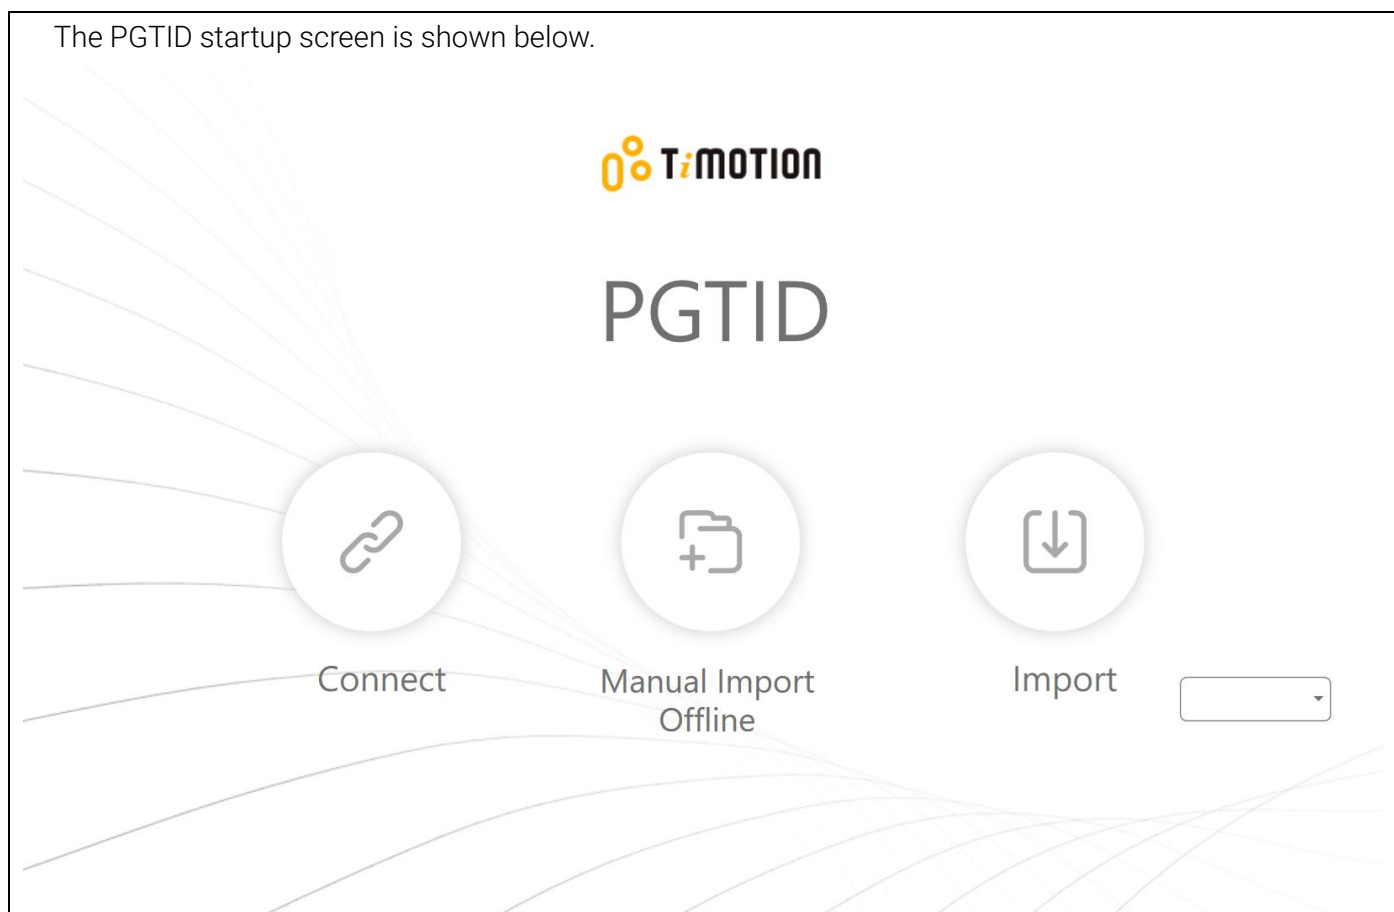 The PGTID startup screen is shown below.
TiMOTION
PGTID
Connect
Manual Import
Offline
Import